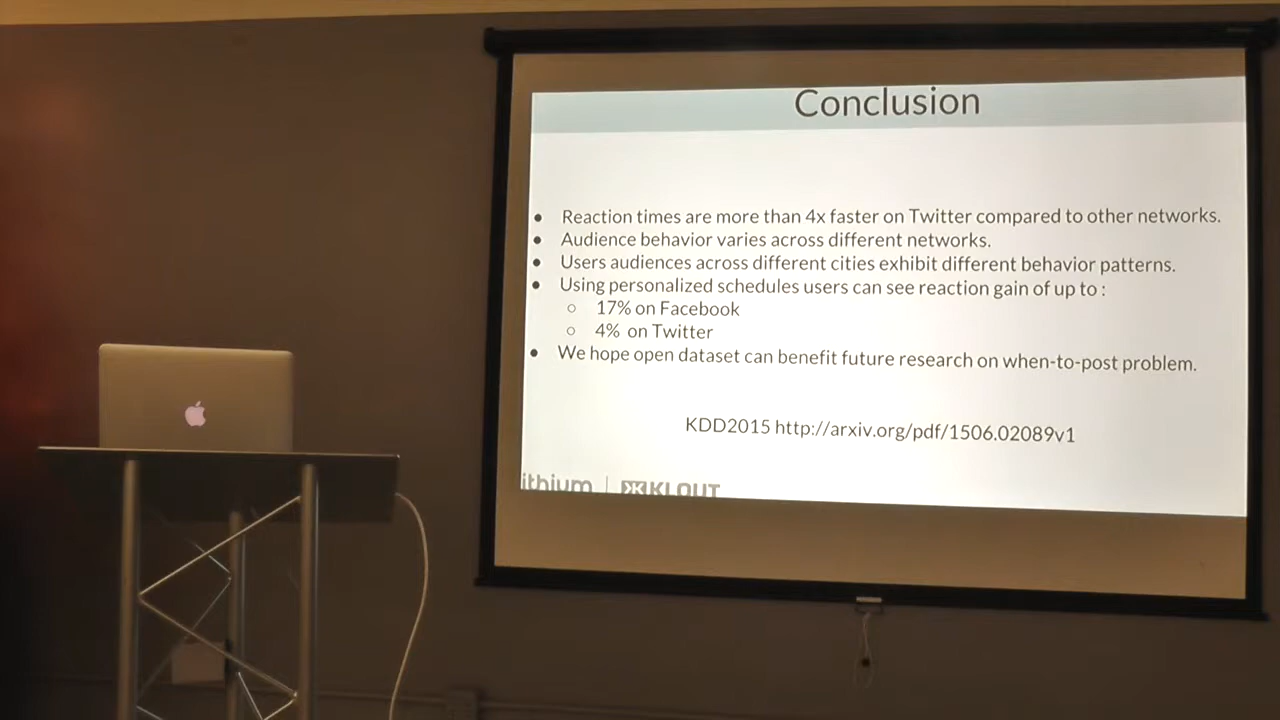 Conclusion
● Reaction times are more than 4x faster on Twitter compared to other networks.
● Audience behavior varies across different networks.
● Users audiences across different cities exhibit different behavior patterns.
● Using personalized schedules users can see reaction gain of up to :
○ 17% on Facebook
○ 4% on Twitter
● We hope open dataset can benefit future research on when-to-post problem.
KDD2015 http://arxiv.org/pdf/1506.02089v1
ithium | KLOUT